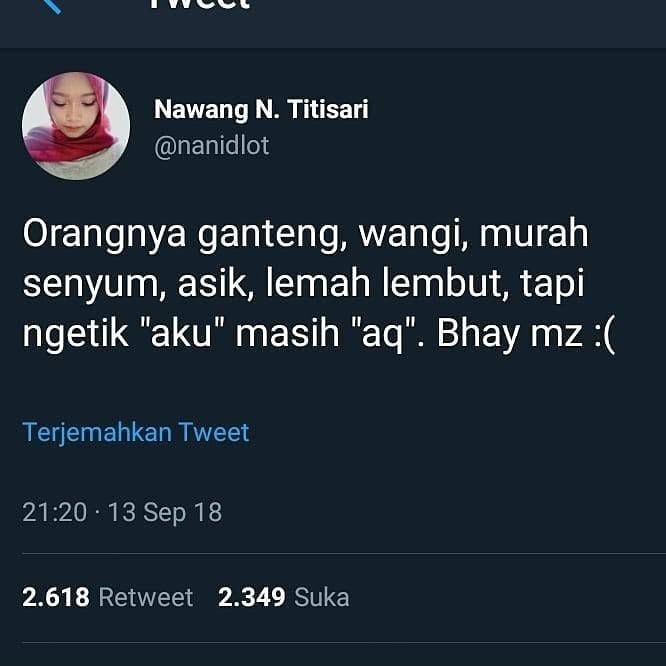 Tweet
Nawang N. Titisari
@nanidlot
Orangnya ganteng, wangi, murah
senyum, asik, lemah lembut, tapi
ngetik "aku" masih "aq". Bhay mz :(
Terjemahkan Tweet
21:20 · 13 Sep 18
2.618 Retweet 2.349 Suka